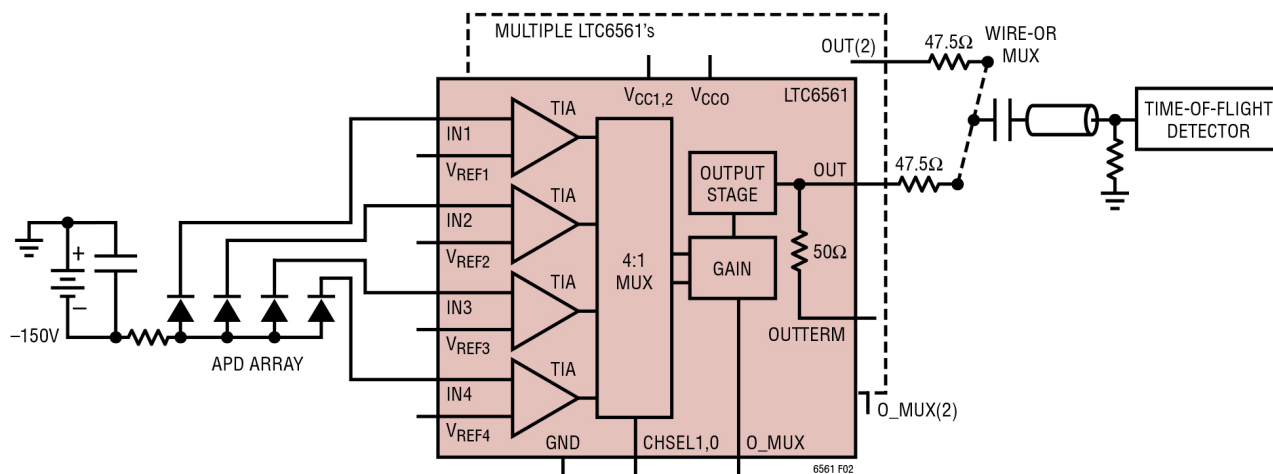 MULTIPLE LTC6561's
OUT(2)
47.5Ω
WIRE-OR
MUX
VCC1,2
VCCO
LTC6561
TIA
IN1
VREF1
TIA
IN2
VREF2
TIA
IN3
VREF3
TIA
IN4
VREF4
4:1
MUX
OUTPUT
STAGE
OUT
GAIN
50Ω
OUTTERM
47.5Ω
TIME-OF-FLIGHT
DETECTOR
+
–
–150V
APD ARRAY
O_MUX(2)
GND
CHSEL1,0
O_MUX
6561 F02